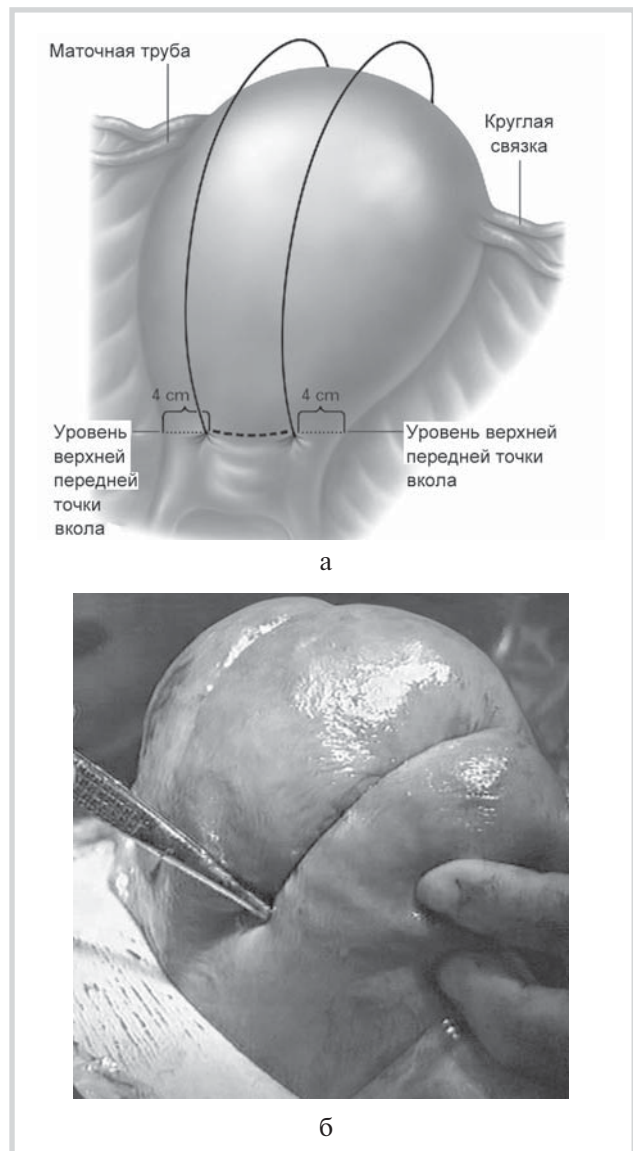 Маточная труба
Круглая
связка
4 cm
4 cm
Уровень
верхней
передней
точки
вкола
Уровень верхней
передней точки
вкола
а
б